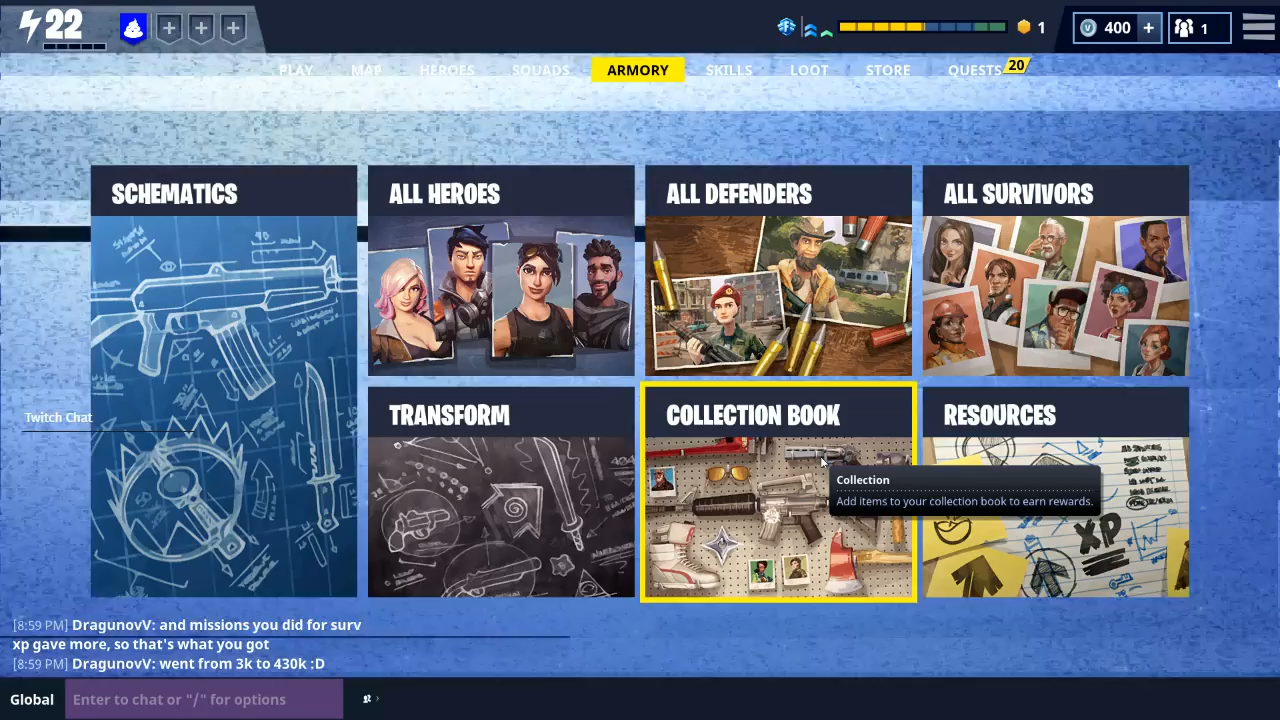 22
1
400 +
1
PLAY MAP HEROES SQUADS ARMORY SKILLS LOOT STORE QUESTS 20
SCHEMATICS
ALL HEROES
ALL DEFENDERS
ALL SURVIVORS
Twitch Chat
TRANSFORM
COLLECTION BOOK
RESOURCES
Collection
Add items to your collection book to earn rewards.
XP
[8:59 PM] DragunovV: and missions you did for surv
xp gave more, so that's what you got
[8:59 PM] DragunovV: went from 3k to 430k :D
Global Enter to chat or "/" for options